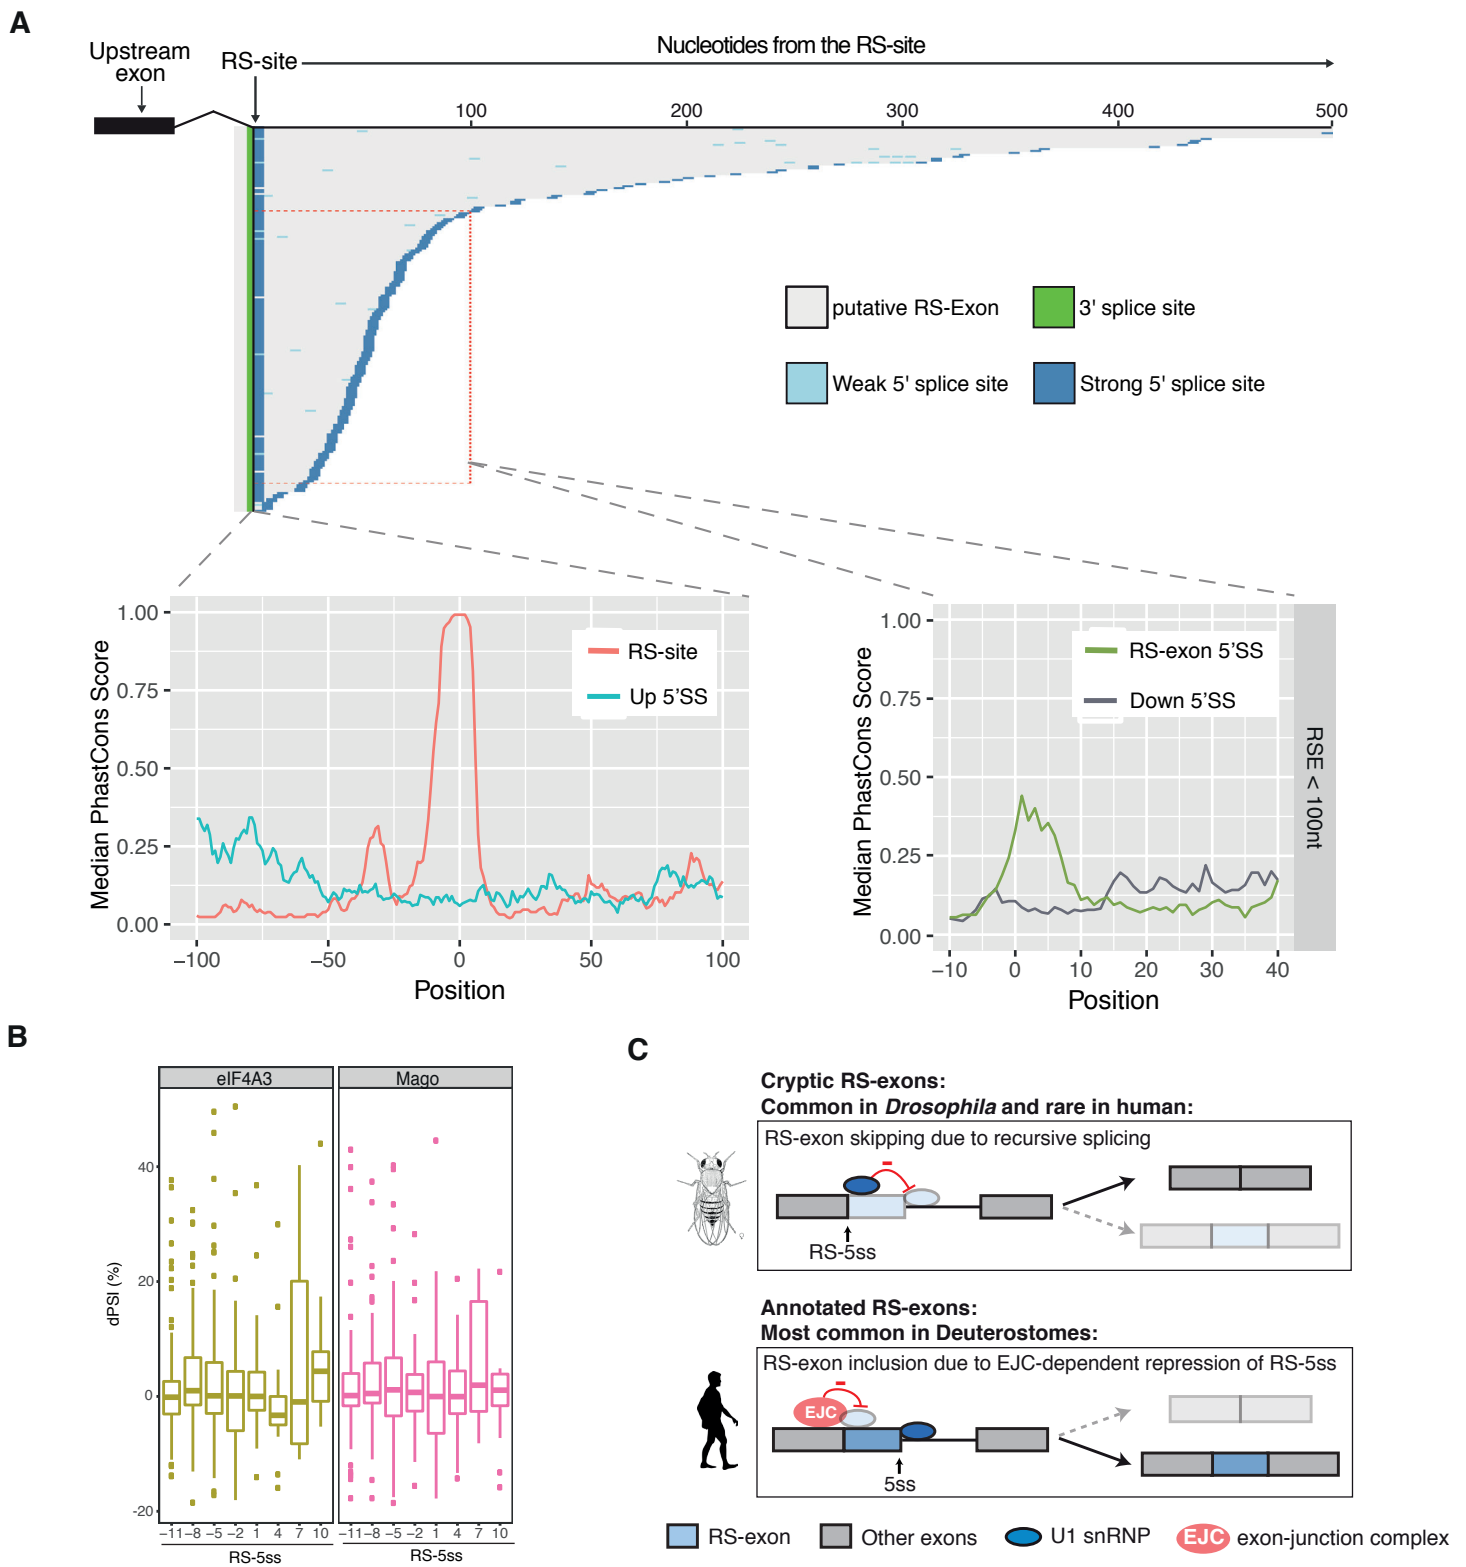 A
Upstream
exon
RS-site
Nucleotides from the RS-site
100
200
300
400
500
putative RS-Exon
3' splice site
Weak 5' splice site
Strong 5' splice site
Median PhastCons Score
1.00
0.75
0.50
0.25
0.00
RS-site
Up 5'SS
−100
−50
0
50
100
Position
Median PhastCons Score
1.00
0.75
0.50
0.25
0.00
RS-exon 5'SS
Down 5'SS
RSE < 100nt
−10
0
10
20
30
40
Position
B
eIF4A3
Mago
dPSI (%)
40
20
0
-20
−11 −8 −5 −2 1 4 7 10
−11 −8 −5 −2 1 4 7 10
RS-5ss
RS-5ss
C
Cryptic RS-exons:
Common in Drosophila and rare in human:
RS-exon skipping due to recursive splicing
-
RS-5ss
♀
Annotated RS-exons:
Most common in Deuterostomes:
RS-exon inclusion due to EJC-dependent repression of RS-5ss
-
EJC
5ss
RS-exon
Other exons
U1 snRNP
EJC
exon-junction complex